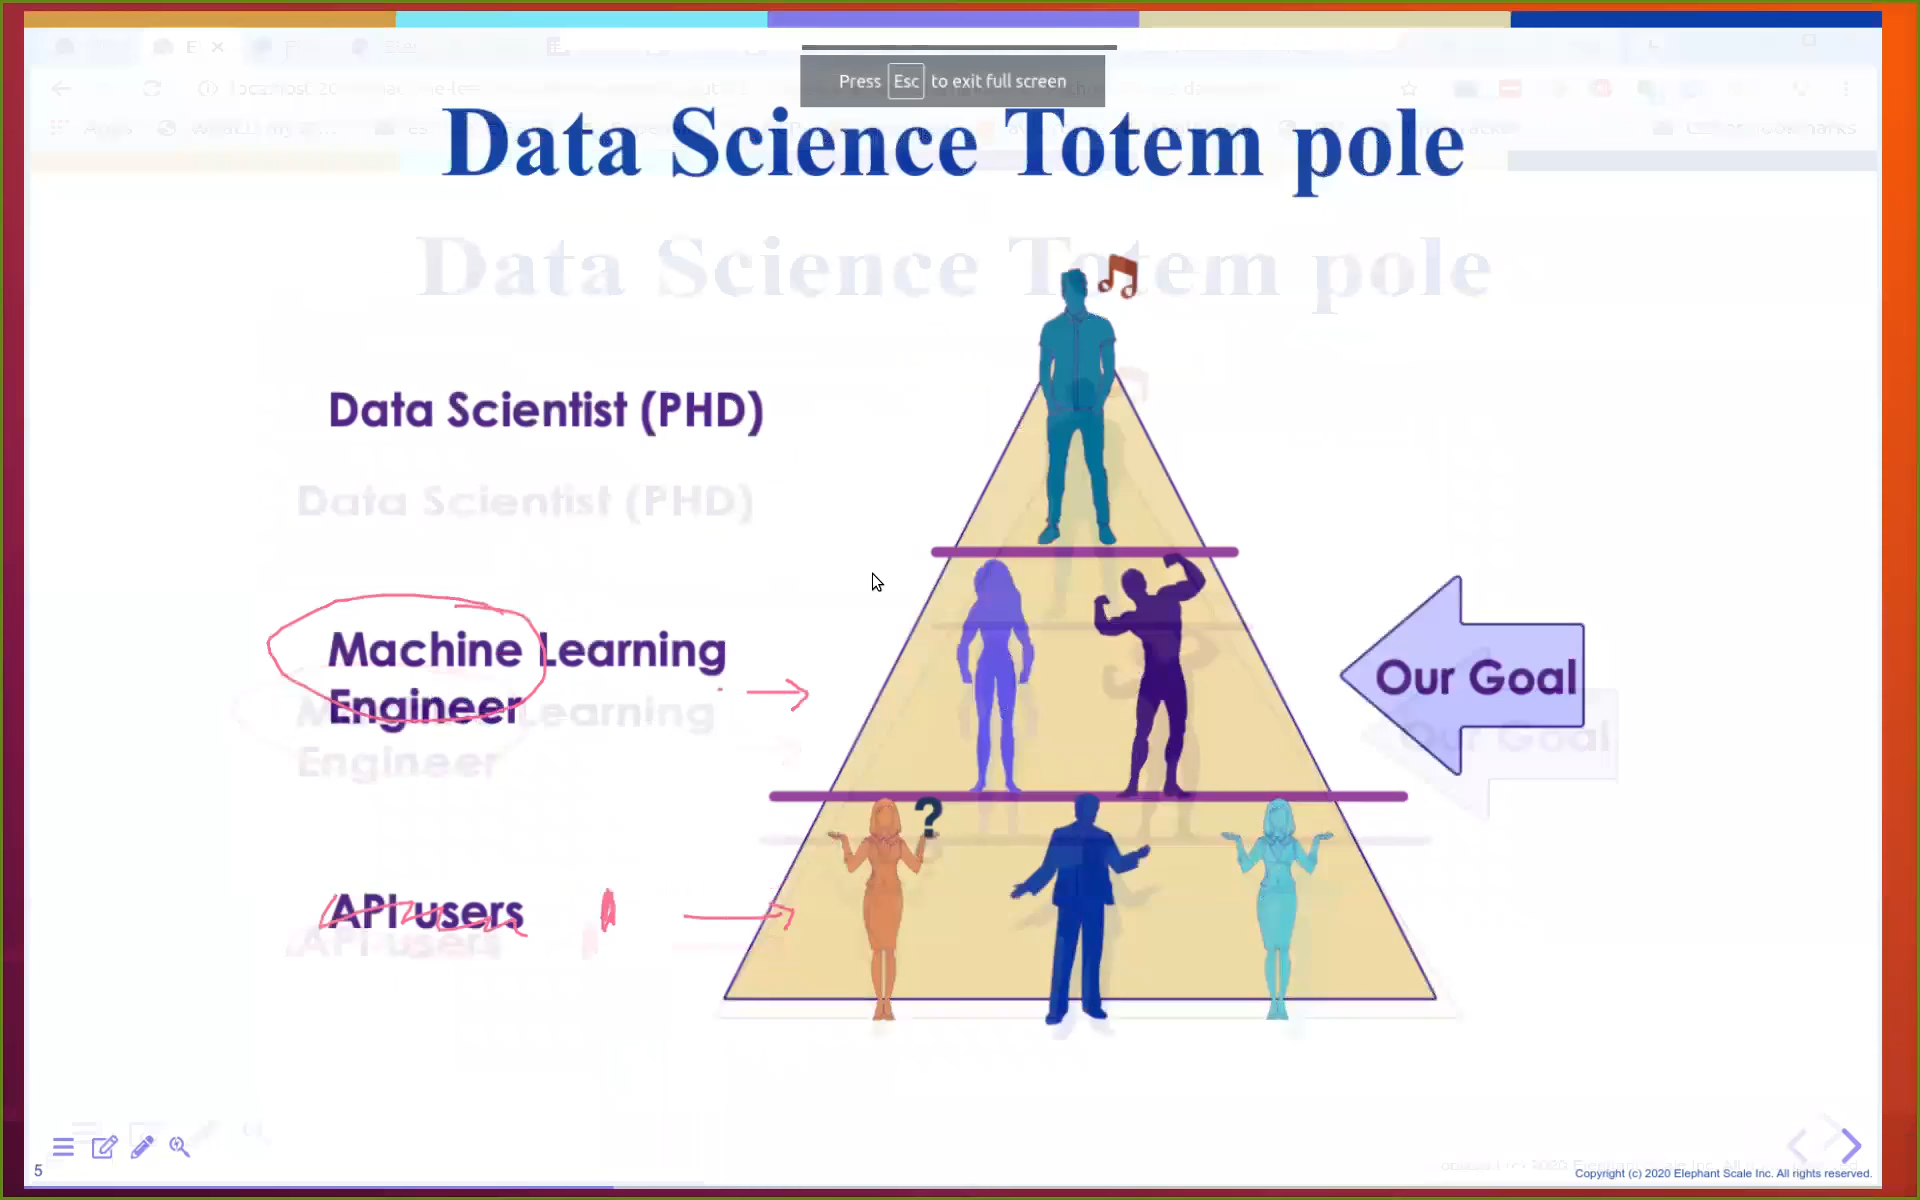 Press Esc to exit full screen
Data Science Totem pole
Data Science Totem pole
Data Scientist (PHD)
Data Scientist (PHD)
Machine Learning
Engineer
Learning
Engineer
Our Goal
Our Goal
API users
API users
?
5
Copyright (c) 2020 Elephant Scale Inc. All rights reserved.